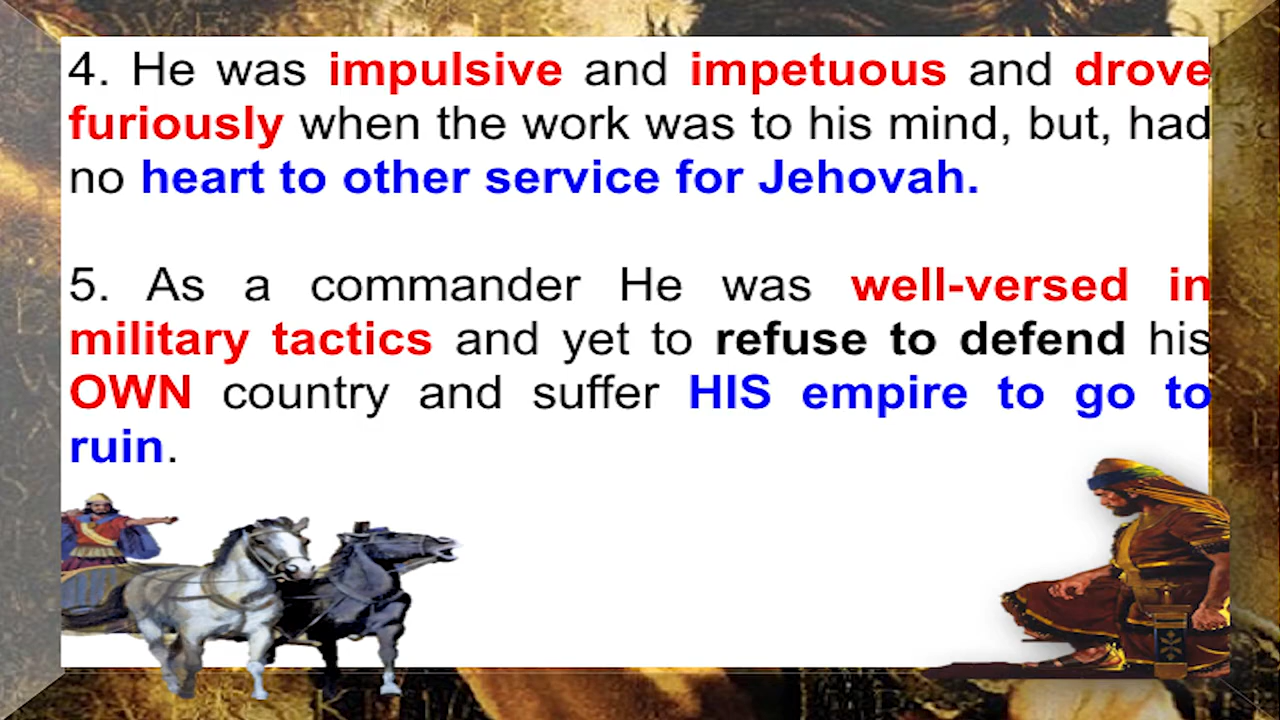 4. He was impulsive and impetuous and drove
furiously when the work was to his mind, but, had
no heart to other service for Jehovah.
5. As a commander He was well-versed in
military tactics and yet to refuse to defend his
OWN country and suffer HIS empire to go to
ruin.